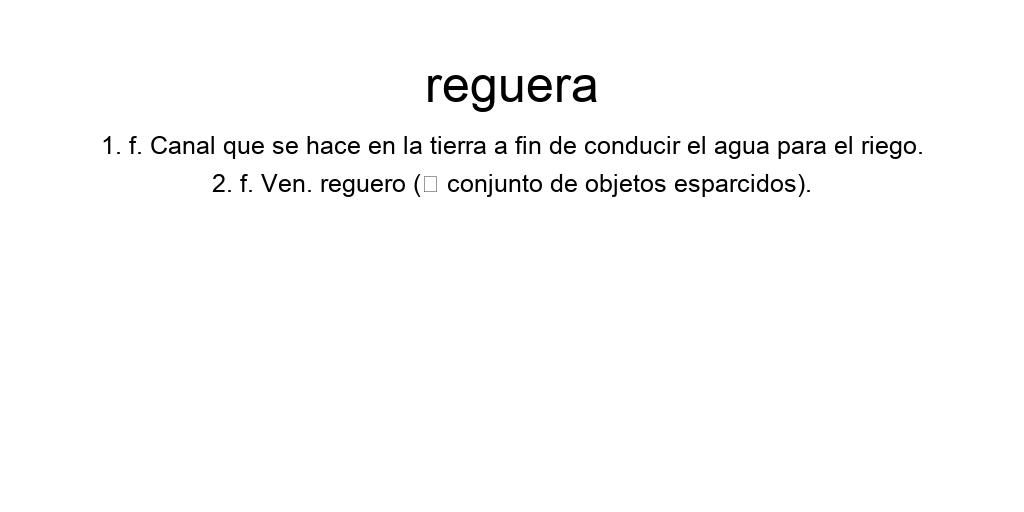 reguera
1. f. Canal que se hace en la tierra a fin de conducir el agua para el riego.
2. f. Ven. reguero (□ conjunto de objetos esparcidos).